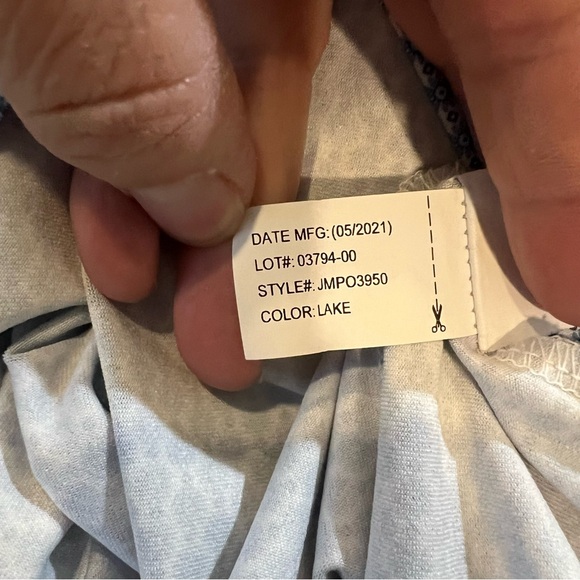 DATE MFG:(05/2021)
LOT#: 03794-00
STYLE#: JMPO3950
COLOR: LAKE